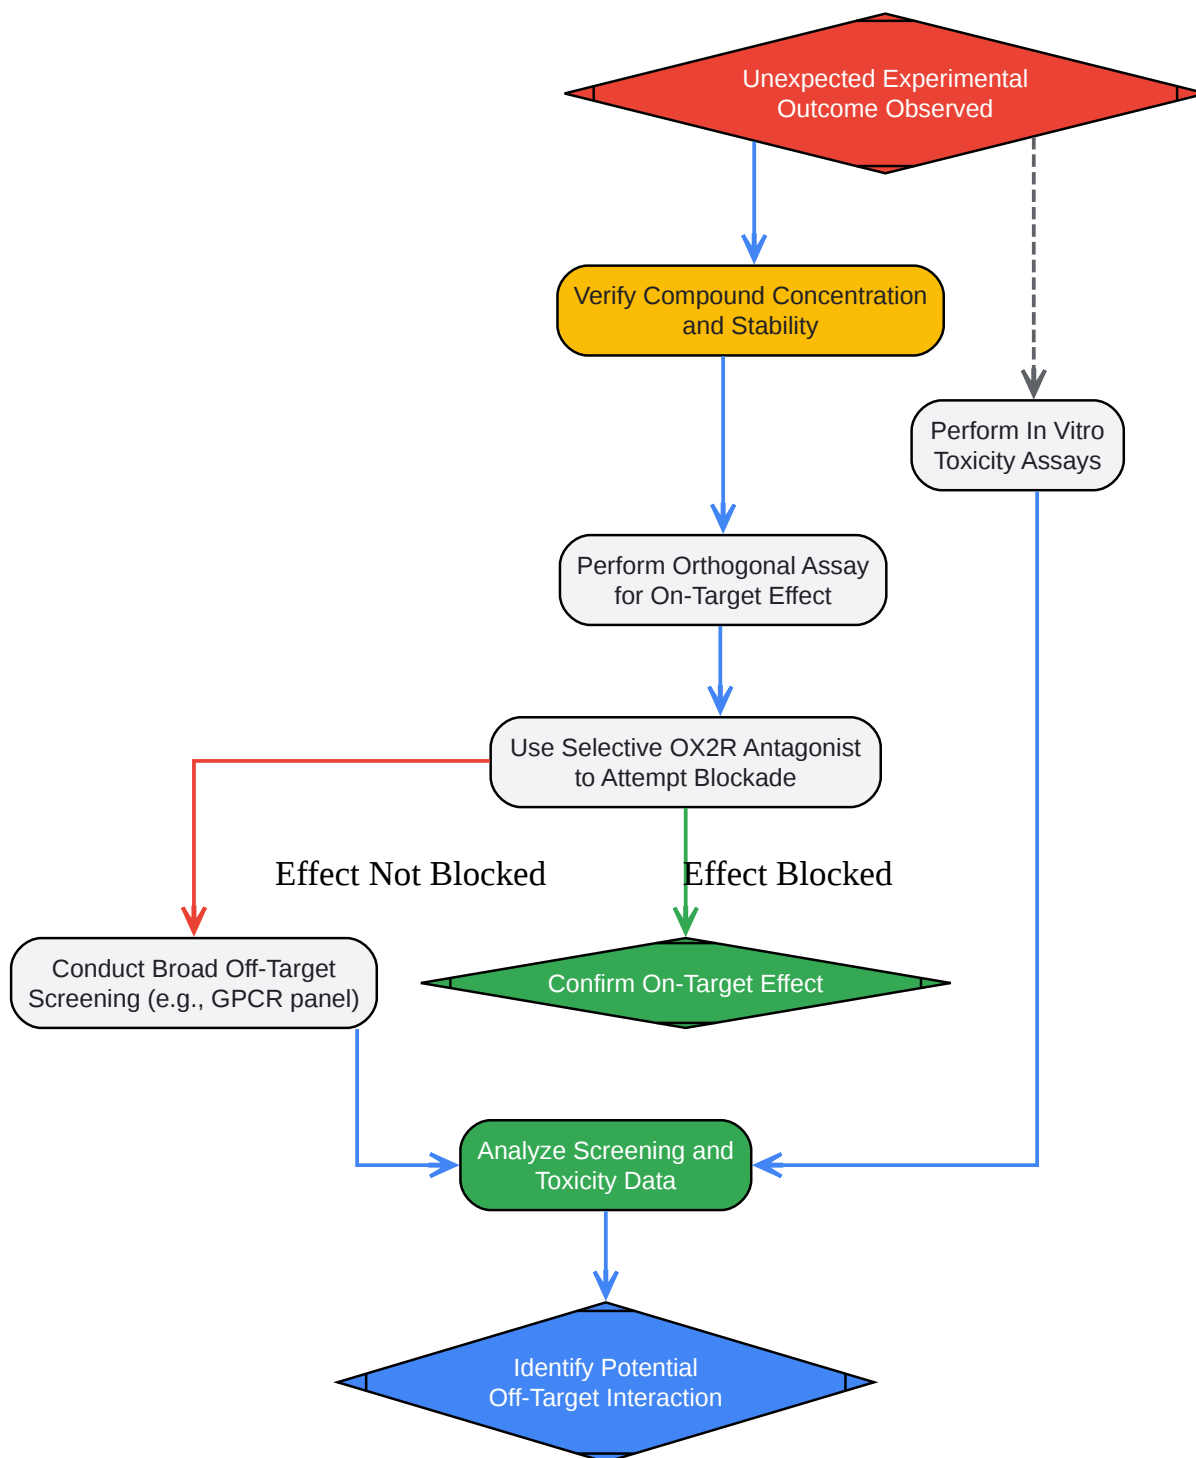 Unexpected Experimental
Outcome Observed
Verify Compound Concentration
and Stability
Perform In Vitro
Toxicity Assays
Perform Orthogonal Assay
for On-Target Effect
Use Selective OX2R Antagonist
to Attempt Blockade
Effect Not Blocked
Effect Blocked
Conduct Broad Off-Target
Screening (e.g., GPCR panel)
Confirm On-Target Effect
Analyze Screening and
Toxicity Data
Identify Potential
Off-Target Interaction